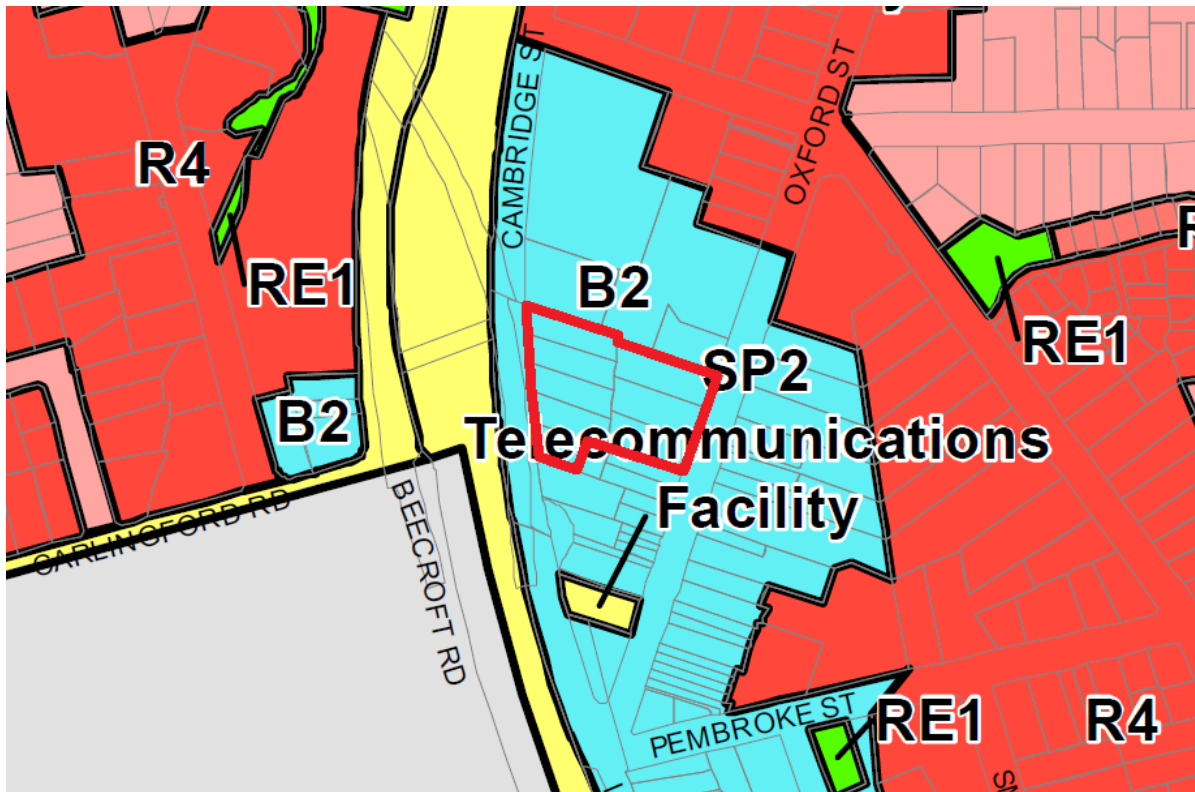 CAMBRIDGE ST
OXFORD ST
R4
RE1
B2
RE1
SP2
Telecommunications
Facility
B2
CARLINGFORD RD
BEECROFT RD
PEMBROKE ST
RE1
R4